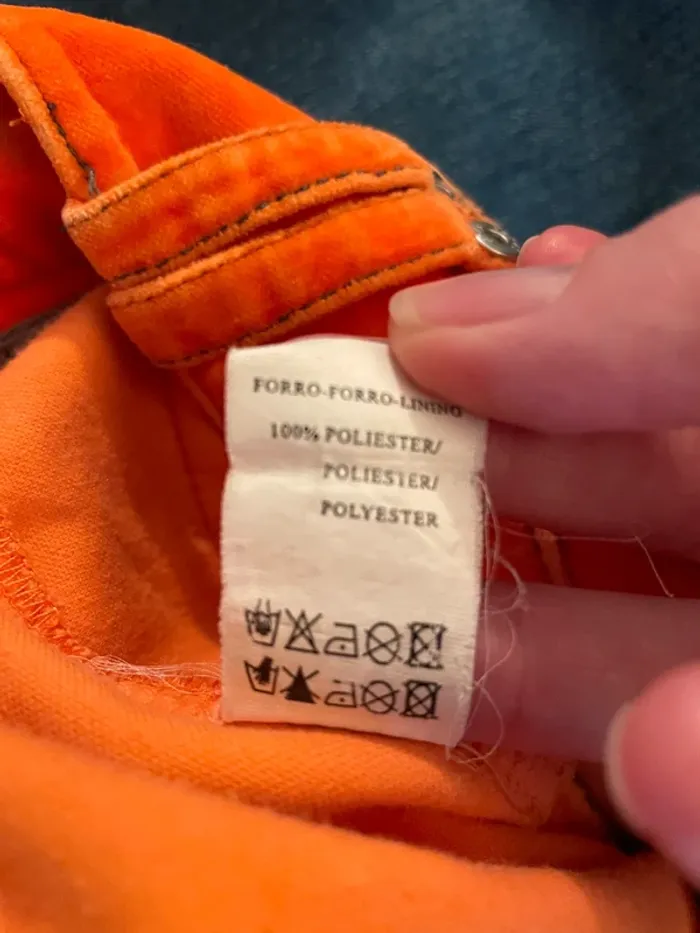 FORRO-FORRO-LINING
100% POLIESTER/
POLIESTER/
POLYESTER